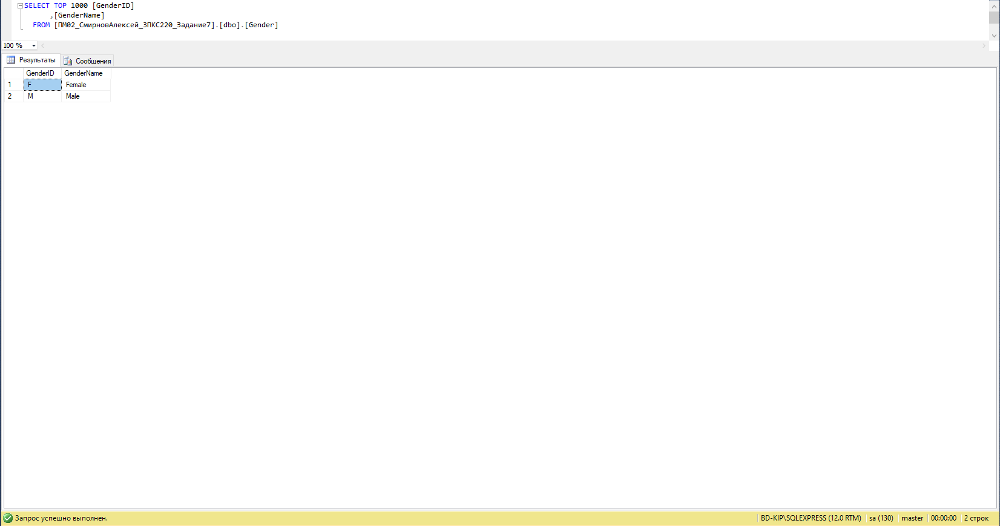 SELECT TOP 1000 [GenderID]
,[GenderName]
FROM [ПМ02_СмирновАлексей_3ПКС220_Задание7].[dbo].[Gender]
100 %
Результаты Сообщения
GenderID GenderName
1 F Female
2 M Male
Запрос успешно выполнен. BD-KIP\SQLEXPRESS (12.0 RTM) sa (130) master 00:00:00 2 строк